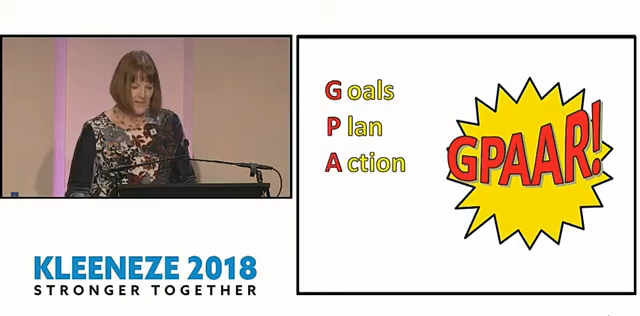 KLEENEZE 2018
STRONGER TOGETHER
Goals
Plan
Action
GPAAR!